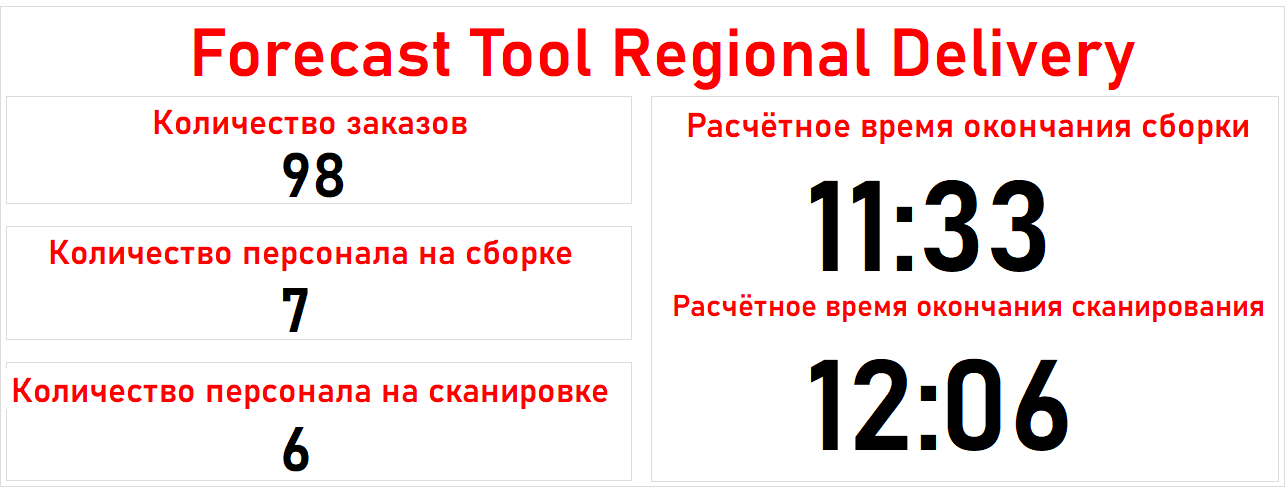 Forecast Tool Regional Delivery
Количество заказов
98
Количество персонала на сборке
7
Количество персонала на сканировке
6
Расчётное время окончания сборки
11:33
Расчётное время окончания сканирования
12:06